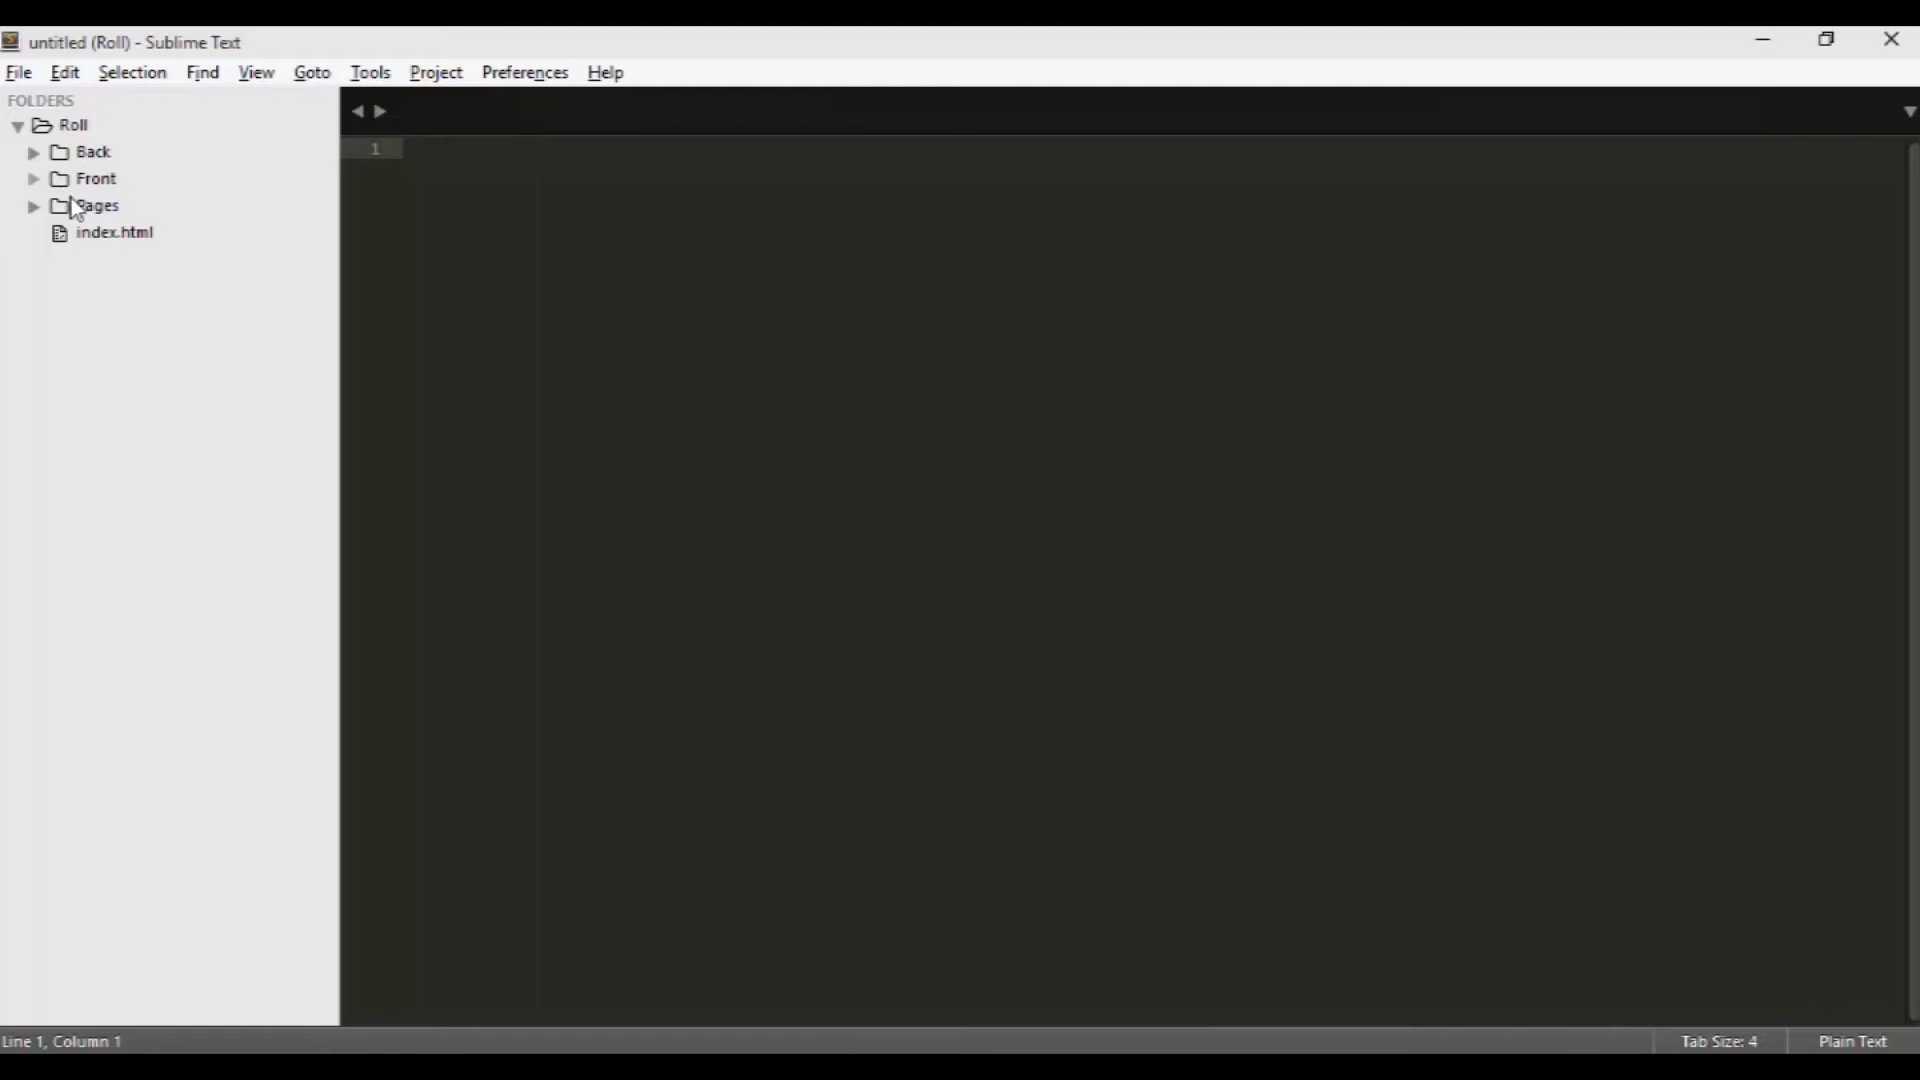 untitled (Roll) - Sublime Text
File Edit Selection Find View Goto Tools Project Preferences Help
FOLDERS
Roll
1
Back
Front
Pages
index.html
Line 1, Column 1 Tab Size: 4 Plain Text